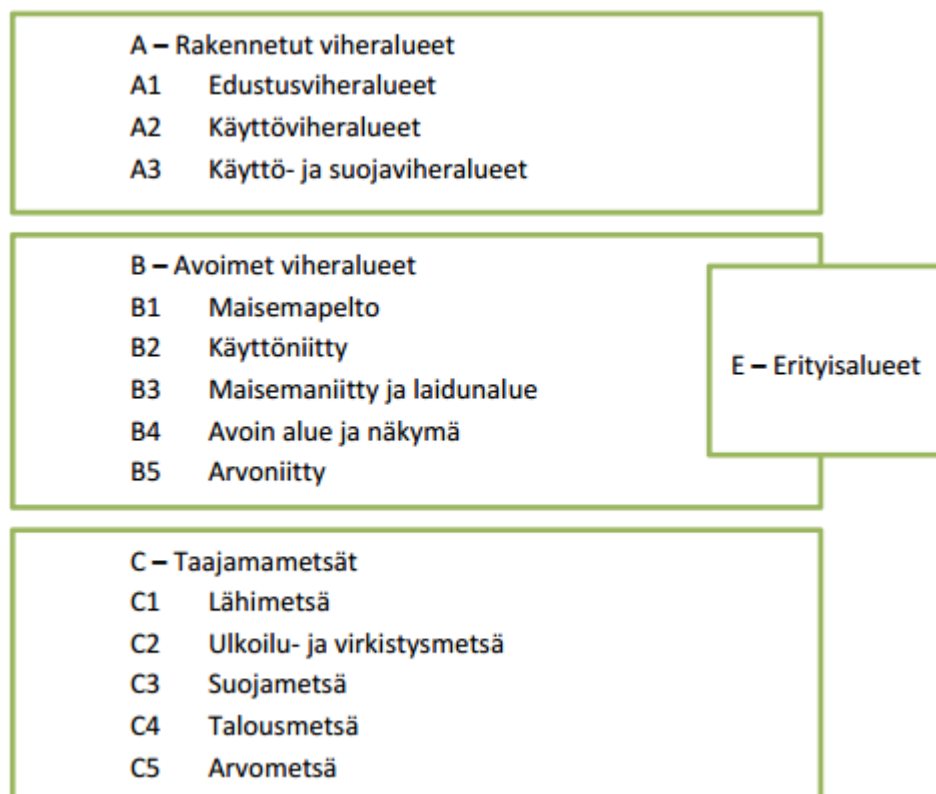 A – Rakennetut viheralueet
A1 Edustusviheralueet
A2 Käyttöviheralueet
A3 Käyttö- ja suojaviheralueet
B – Avoimet viheralueet
B1 Maisemapelto
B2 Käyttöniitty
B3 Maisemaniitty ja laidunalue
B4 Avoin alue ja näkymä
B5 Arvoniitty
E – Erityisalueet
C – Taajamametsät
C1 Lähimetsä
C2 Ulkoilu- ja virkistysmetsä
C3 Suojametsä
C4 Talousmetsä
C5 Arvometsä